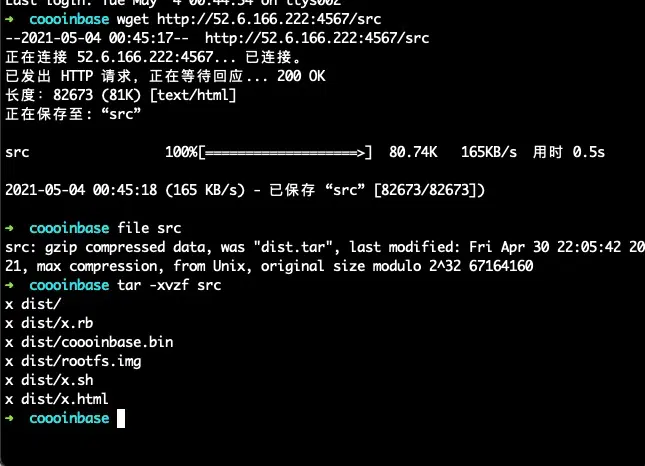 Last login: Tue May  4 00:44:54 on ttys002
➜  coooinbase wget http://52.6.166.222:4567/src
--2021-05-04 00:45:17--  http://52.6.166.222:4567/src
正在连接 52.6.166.222:4567... 已连接。
已发出 HTTP 请求，正在等待回应... 200 OK
长度：82673 (81K) [text/html]
正在保存至: “src”
src                 100%[===================>]  80.74K   165KB/s  用时 0.5s
2021-05-04 00:45:18 (165 KB/s) - 已保存 “src” [82673/82673])
➜  coooinbase file src
src: gzip compressed data, was "dist.tar", last modified: Fri Apr 30 22:05:42 20
21, max compression, from Unix, original size modulo 2^32 67164160
➜  coooinbase tar -xvzf src
x dist/
x dist/x.rb
x dist/coooinbase.bin
x dist/rootfs.img
x dist/x.sh
x dist/x.html
➜  coooinbase